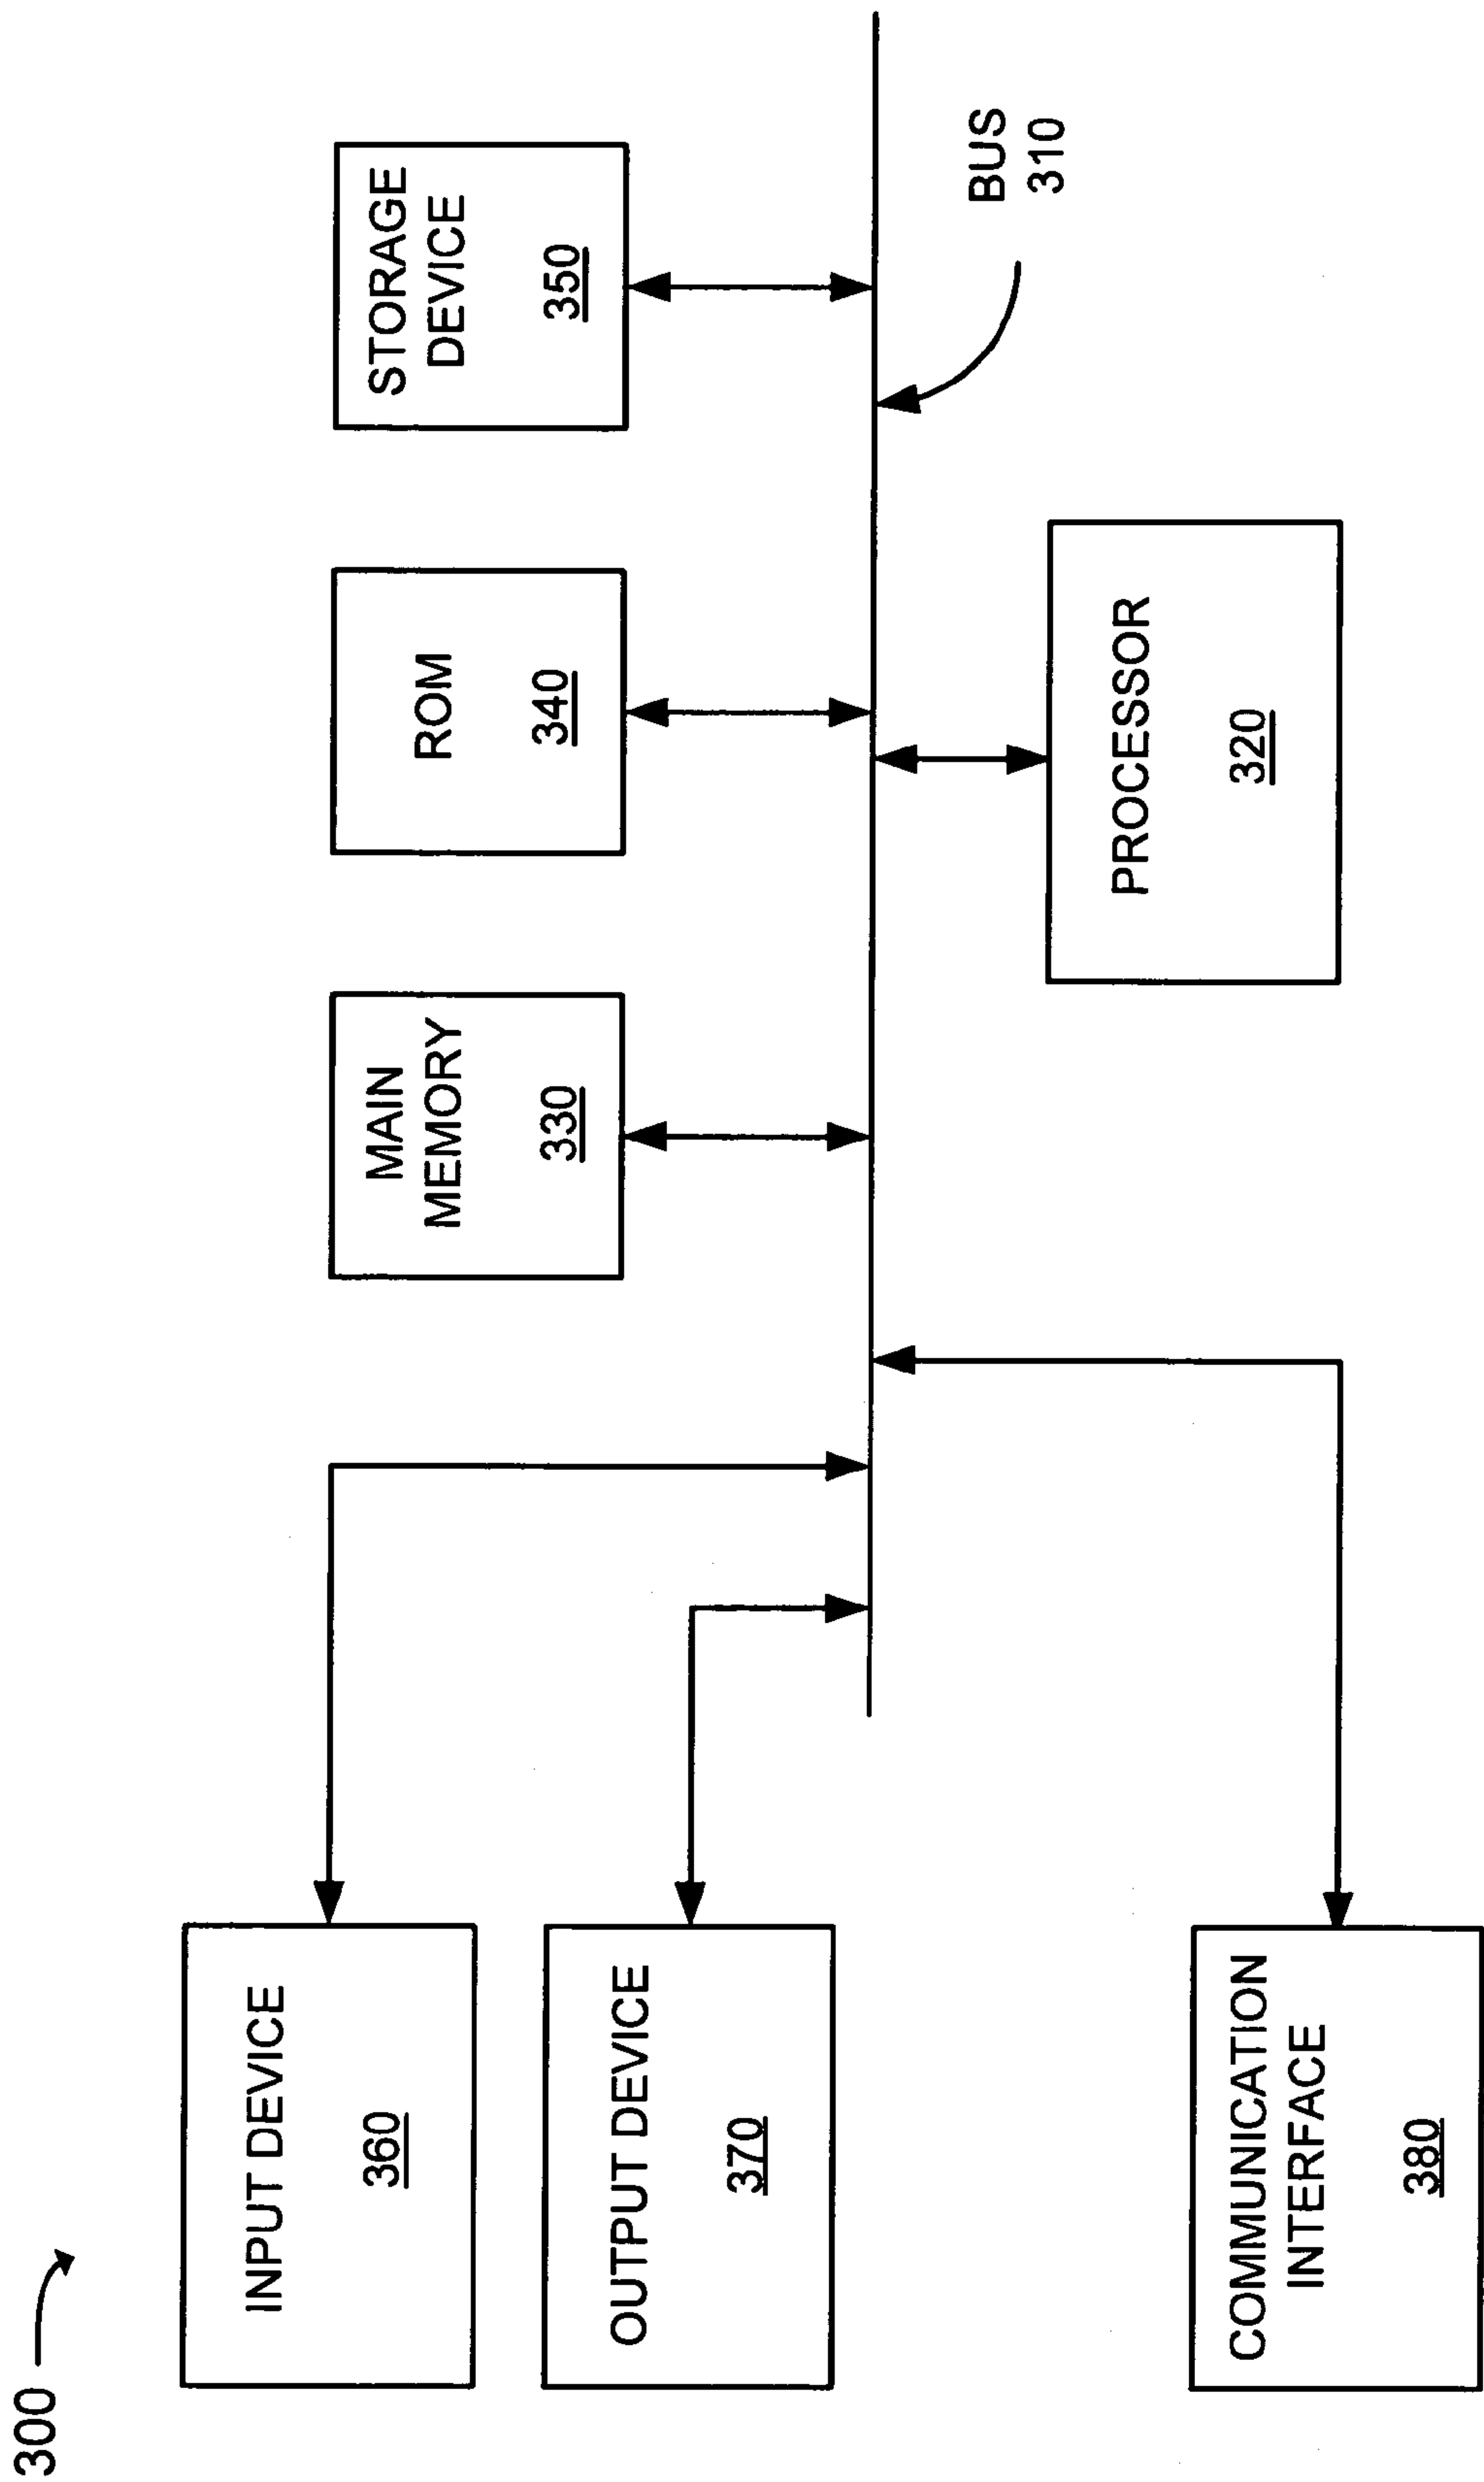 300
MAIN
MEMORY
330
ROM
340
STORAGE
DEVICE
350
INPUT DEVICE
360
OUTPUT DEVICE
370
BUS
310
PROCESSOR
320
COMMUNICATION
INTERFACE
380